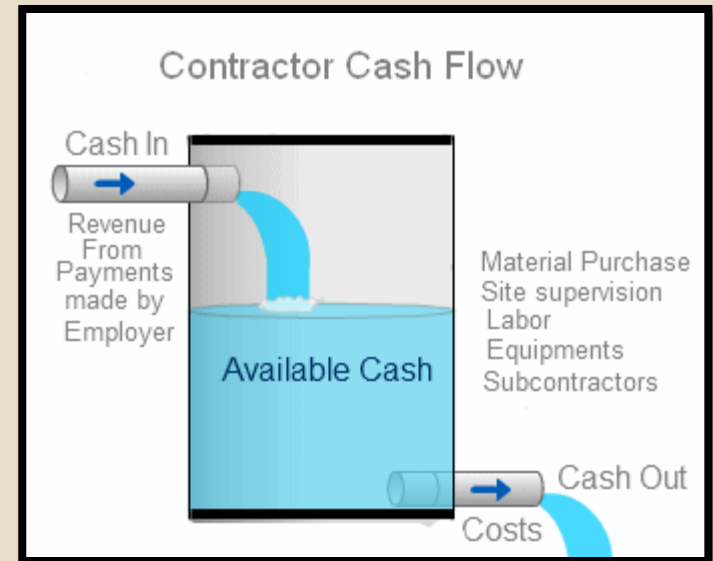 Contractor Cash Flow
Cash In
Revenue
From
Payments
made by
Employer
Available Cash
Material Purchase
Site supervision
Labor
Equipments
Subcontractors
Cash Out
Costs